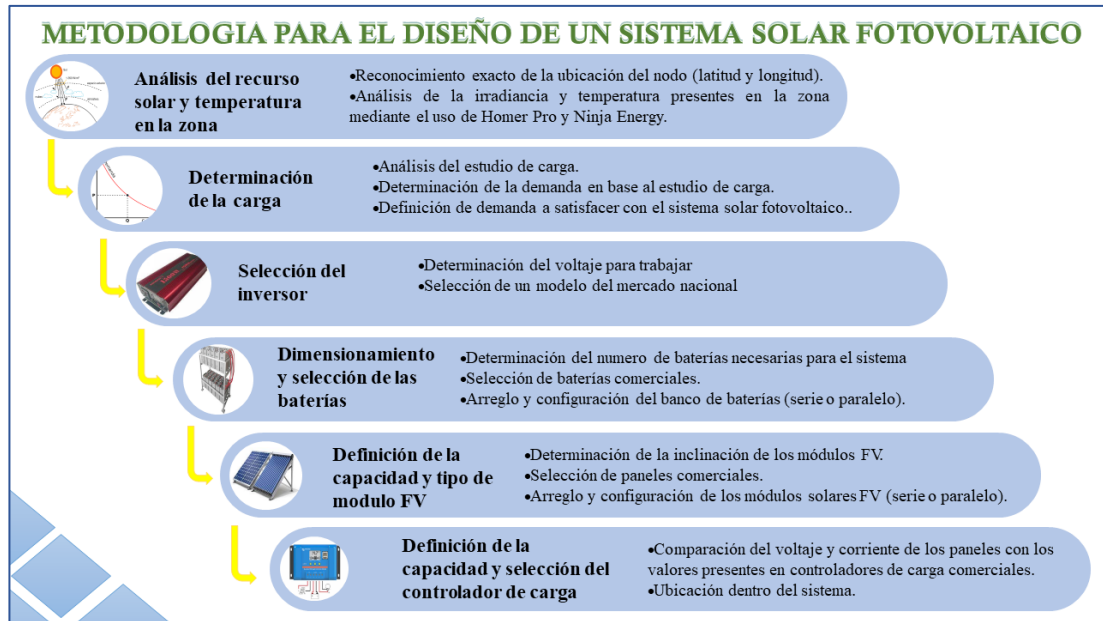 METODOLOGIA PARA EL DISEÑO DE UN SISTEMA SOLAR FOTOVOLTAICO
Análisis del recurso
solar y temperatura
en la zona
•Reconocimiento exacto de la ubicación del nodo (latitud y longitud).
•Análisis de la irradiancia y temperatura presentes en la zona
mediante el uso de Homer Pro y Ninja Energy.
Determinación
de la carga
•Análisis del estudio de carga.
•Determinación de la demanda en base al estudio de carga.
•Definición de demanda a satisfacer con el sistema solar fotovoltaico..
Selección del
inversor
•Determinación del voltaje para trabajar
•Selección de un modelo del mercado nacional
Dimensionamiento
y selección de las
baterías
•Determinación del numero de baterías necesarias para el sistema
•Selección de baterías comerciales.
•Arreglo y configuración del banco de baterías (serie o paralelo).
Definición de la
capacidad y tipo de
modulo FV
•Determinación de la inclinación de los módulos FV.
•Selección de paneles comerciales.
•Arreglo y configuración de los módulos solares FV (serie o paralelo).
Definición de la
capacidad y selección del
controlador de carga
•Comparación del voltaje y corriente de los paneles con los
valores presentes en controladores de carga comerciales.
•Ubicación dentro del sistema.